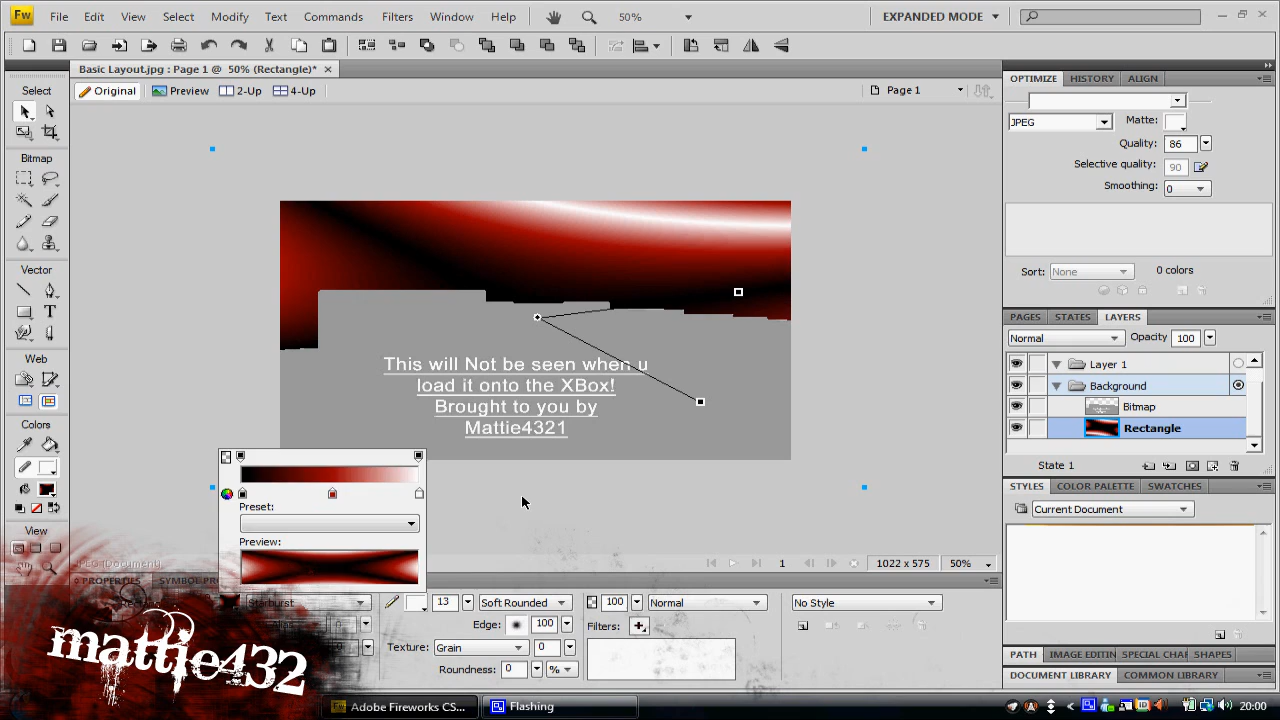 Fw File Edit View Select Modify Text Commands Filters Window Help 50% EXPANDED MODE
Basic Layout.jpg : Page 1 @ 50% (Rectangle)*
Original Preview 2-Up 4-Up Page 1
Select
Bitmap
Vector
Web
Colors
View
This will Not be seen when u
load it onto the XBox!
Brought to you by
Mattie4321
Preset:
Preview:
1 1022 x 575 50%
PROPERTIES
Starburst 13 Soft Rounded 100 Normal No Style
Edge: 100 Filters:
Texture: Grain 0
Roundness: 0 %
mattie432
OPTIMIZE HISTORY ALIGN
JPEG Matte:
Quality: 86
Selective quality: 90
Smoothing: 0
Sort: None 0 colors
PAGES STATES LAYERS
Normal Opacity 100
Layer 1
Background
Bitmap
Rectangle
State 1
STYLES COLOR PALETTE SWATCHES
Current Document
PATH IMAGE EDITIN SPECIAL CHAR SHAPES
DOCUMENT LIBRARY COMMON LIBRARY
Adobe Fireworks CS... Flashing 20:00